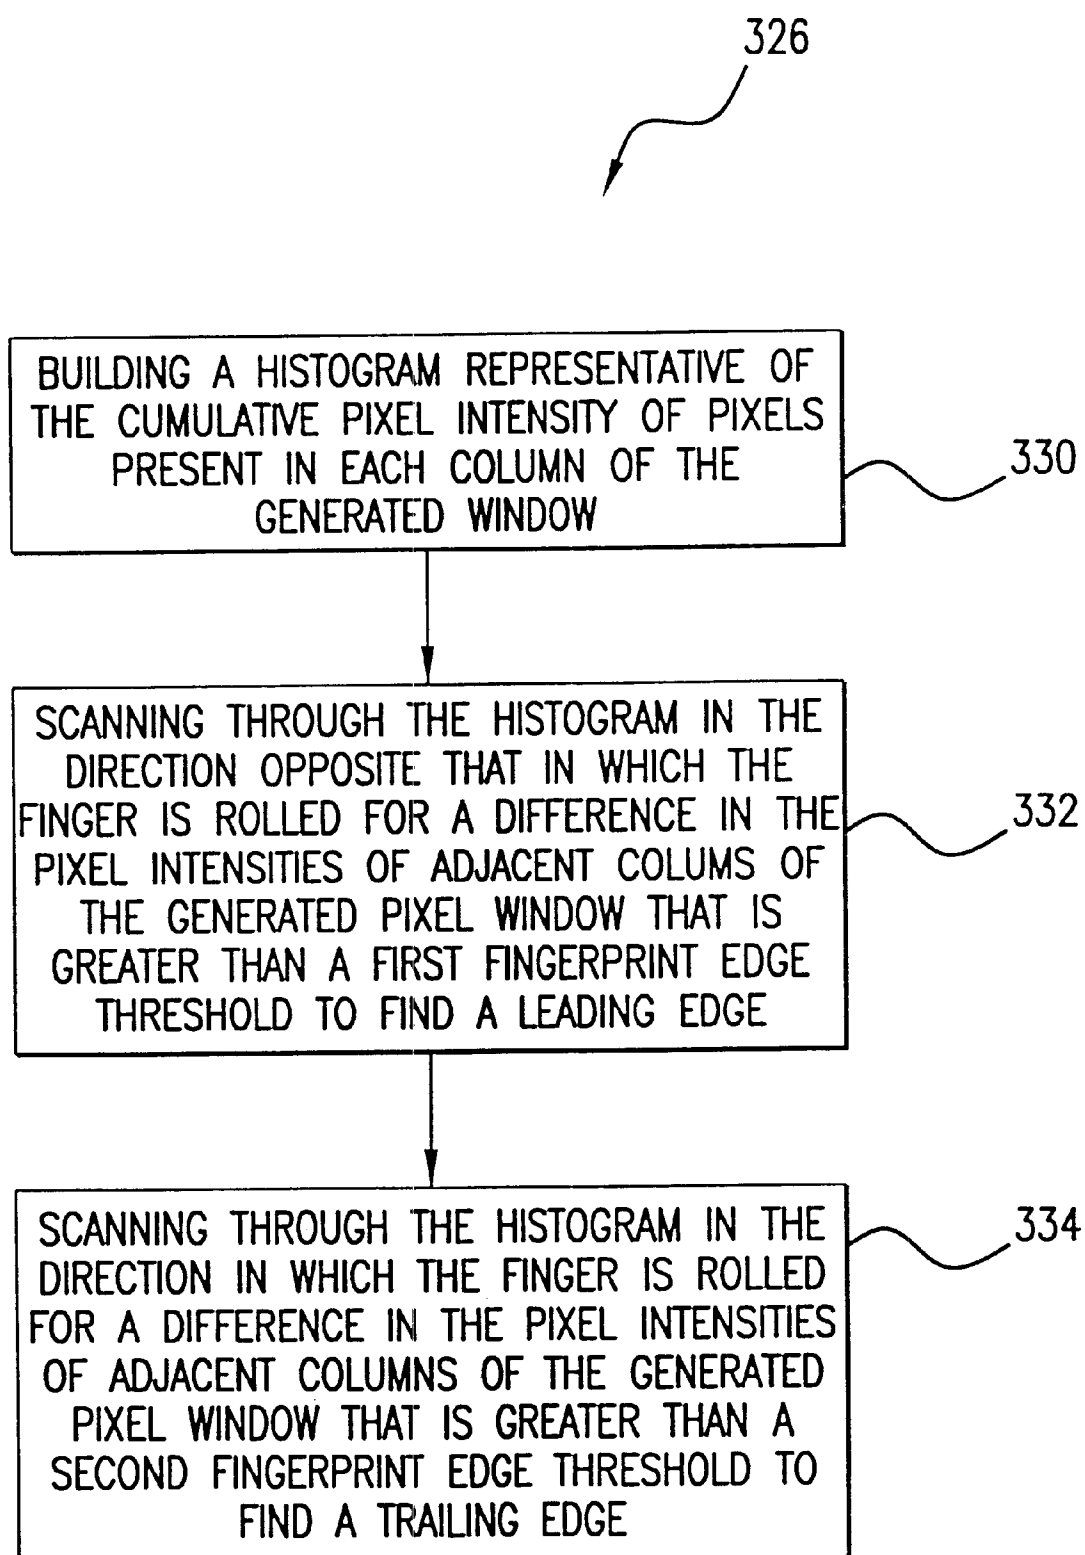 326
BUILDING A HISTOGRAM REPRESENTATIVE OF
THE CUMULATIVE PIXEL INTENSITY OF PIXELS
PRESENT IN EACH COLUMN OF THE
GENERATED WINDOW
330
SCANNING THROUGH THE HISTOGRAM IN THE
DIRECTION OPPOSITE THAT IN WHICH THE
FINGER IS ROLLED FOR A DIFFERENCE IN THE
PIXEL INTENSITIES OF ADJACENT COLUMS OF
THE GENERATED PIXEL WINDOW THAT IS
GREATER THAN A FIRST FINGERPRINT EDGE
THRESHOLD TO FIND A LEADING EDGE
332
SCANNING THROUGH THE HISTOGRAM IN THE
DIRECTION IN WHICH THE FINGER IS ROLLED
FOR A DIFFERENCE IN THE PIXEL INTENSITIES
OF ADJACENT COLUMNS OF THE GENERATED
PIXEL WINDOW THAT IS GREATER THAN A
SECOND FINGERPRINT EDGE THRESHOLD TO
FIND A TRAILING EDGE
334